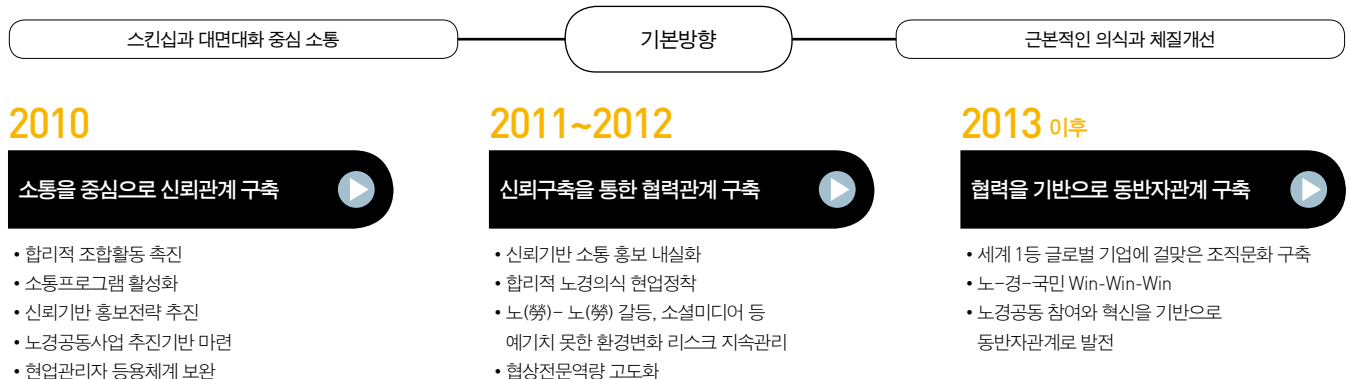 스킨십과 대면대화 중심 소통
기본방향
근본적인 의식과 체질개선
2010
소통을 중심으로 신뢰관계 구축
• 합리적 조합활동 촉진
• 소통프로그램 활성화
• 신뢰기반 홍보전략 추진
• 노경공동사업 추진기반 마련
• 현업관리자 등용체계 보완
2011~2012
신뢰구축을 통한 협력관계 구축
• 신뢰기반 소통 홍보 내실화
• 합리적 노경의식 현업정착
• 노(勞)- 노(勞) 갈등, 소셜미디어 등
예기치 못한 환경변화 리스크 지속관리
• 협상전문역량 고도화
2013 이후
협력을 기반으로 동반자관계 구축
• 세계 1등 글로벌 기업에 걸맞은 조직문화 구축
• 노-경-국민 Win-Win-Win
• 노경공동 참여와 혁신을 기반으로
동반자관계로 발전